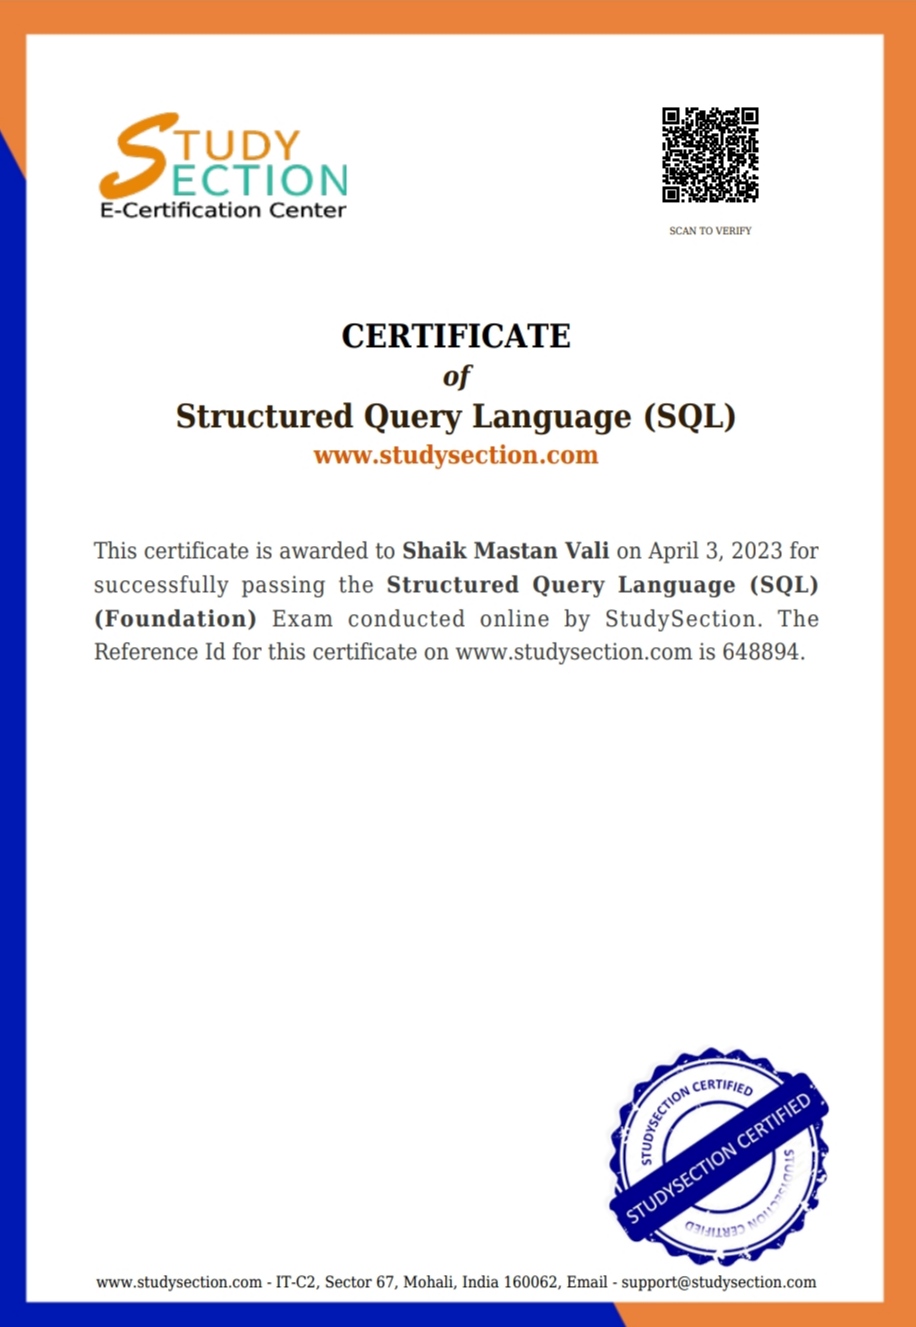 STUDY
SECTION
E-Certification Center
SCAN TO VERIFY
CERTIFICATE
of
Structured Query Language (SQL)
www.studysection.com
This certificate is awarded to Shaik Mastan Vali on April 3, 2023 for
successfully passing the Structured Query Language (SQL)
(Foundation) Exam conducted online by StudySection. The
Reference Id for this certificate on www.studysection.com is 648894.
STUDYSECTION CERTIFIED
STUDYSECTION CERTIFIED
STUDYSECTION CERTIFIED
www.studysection.com - IT-C2, Sector 67, Mohali, India 160062, Email - support@studysection.com